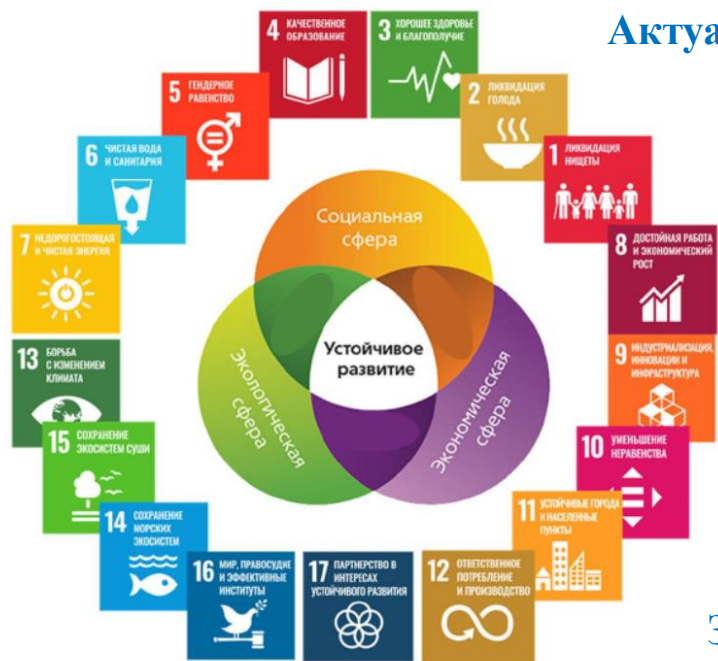 Актуа
4 КАЧЕСТВЕННОЕ
ОБРАЗОВАНИЕ
3 ХОРОШЕЕ ЗДОРОВЬЕ
И БЛАГОПОЛУЧИЕ
5 ГЕНДЕРНОЕ
РАВЕНСТВО
2 ЛИКВИДАЦИЯ
ГОЛОДА
6 ЧИСТАЯ ВОДА
И САНИТАРИЯ
1 ЛИКВИДАЦИЯ
НИЩЕТЫ
7 НЕДОРОГОСТОЯЩАЯ
И ЧИСТАЯ ЭНЕРГИЯ
8 ДОСТОЙНАЯ РАБОТА
И ЭКОНОМИЧЕСКИЙ
РОСТ
13 БОРЬБА
С ИЗМЕНЕНИЕМ
КЛИМАТА
9 ИНДУСТРИАЛИЗАЦИЯ,
ИННОВАЦИИ И
ИНФРАСТРУКТУРА
15 СОХРАНЕНИЕ
ЭКОСИСТЕМ СУШИ
10 УМЕНЬШЕНИЕ
НЕРАВЕНСТВА
14 СОХРАНЕНИЕ
МОРСКИХ
ЭКОСИСТЕМ
11 УСТОЙЧИВЫЕ ГОРОДА
И НАСЕЛЕННЫЕ
ПУНКТЫ
16 МИР, ПРАВОСУДИЕ
И ЭФФЕКТИВНЫЕ
ИНСТИТУТЫ
17 ПАРТНЕРСТВО В
ИНТЕРЕСАХ
УСТОЙЧИВОГО РАЗВИТИЯ
12 ОТВЕТСТВЕННОЕ
ПОТРЕБЛЕНИЕ
И ПРОИЗВОДСТВО
Социальная
сфера
Устойчивое
развитие
Экологическая
сфера
Экономическая
сфера